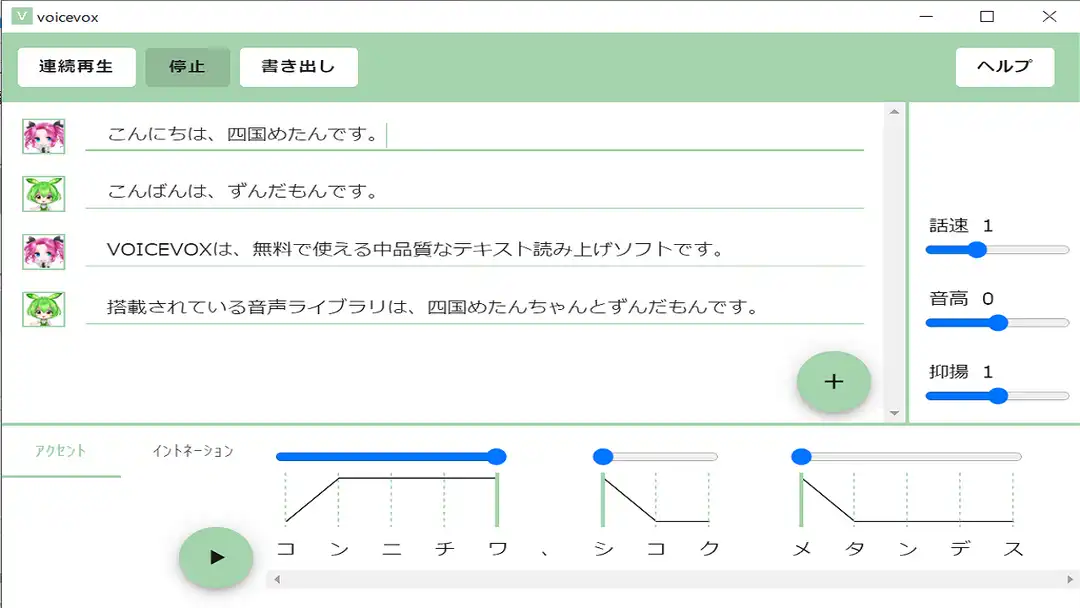 V voicevox
連続再生 停止 書き出し ヘルプ
こんにちは、四国めたんです。
こんばんは、ずんだもんです。
VOICEVOXは、無料で使える中品質なテキスト読み上げソフトです。
搭載されている音声ライブラリは、四国めたんちゃんとずんだもんです。
+
話速 1
音高 0
抑揚 1
アクセント イントネーション
コ ン ニ チ ワ 、 シ コ ク メ タ ン デ ス